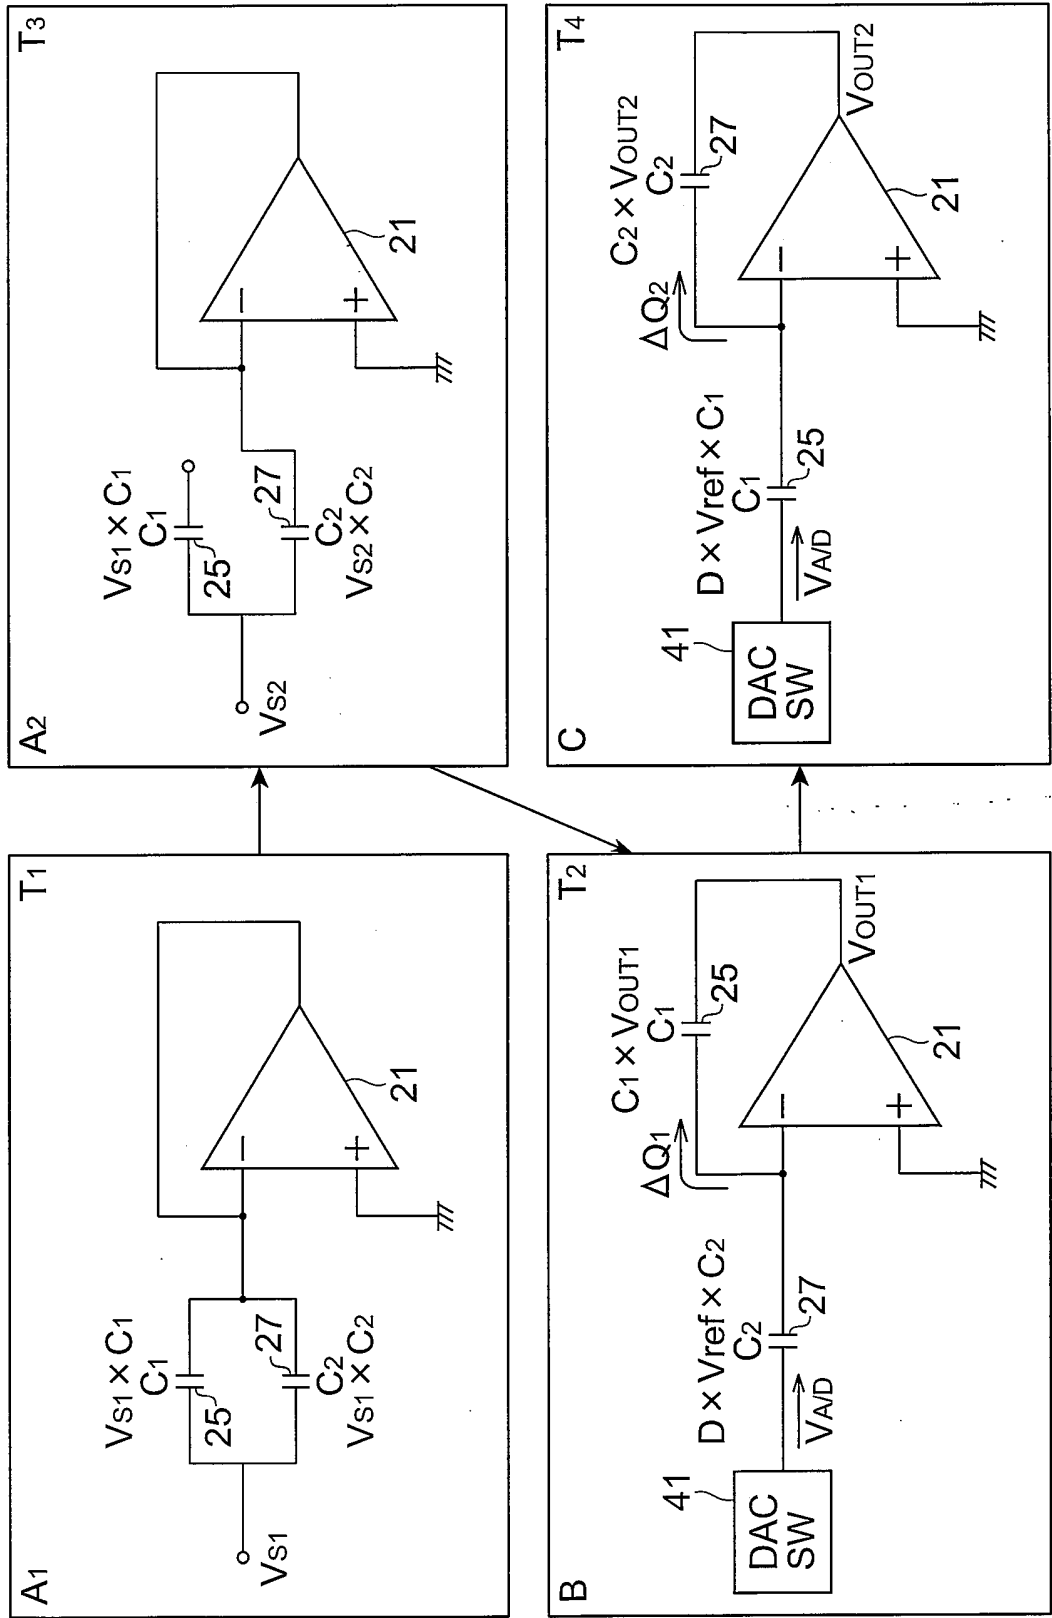 A1
T1
VS1 × C1
C1
25
27
C2
VS1 × C2
VS1
−
+
21
A2
T3
VS1 × C1
C1
25
27
C2
VS2 × C2
VS2
−
+
21
B
T2
41
DAC
SW
VA/D
D × Vref × C2
C2
27
ΔQ1
C1 × VOUT1
C1
25
−
+
21
VOUT1
C
T4
41
DAC
SW
VA/D
D × Vref × C1
C1
25
ΔQ2
C2 × VOUT2
C2
27
−
+
21
VOUT2